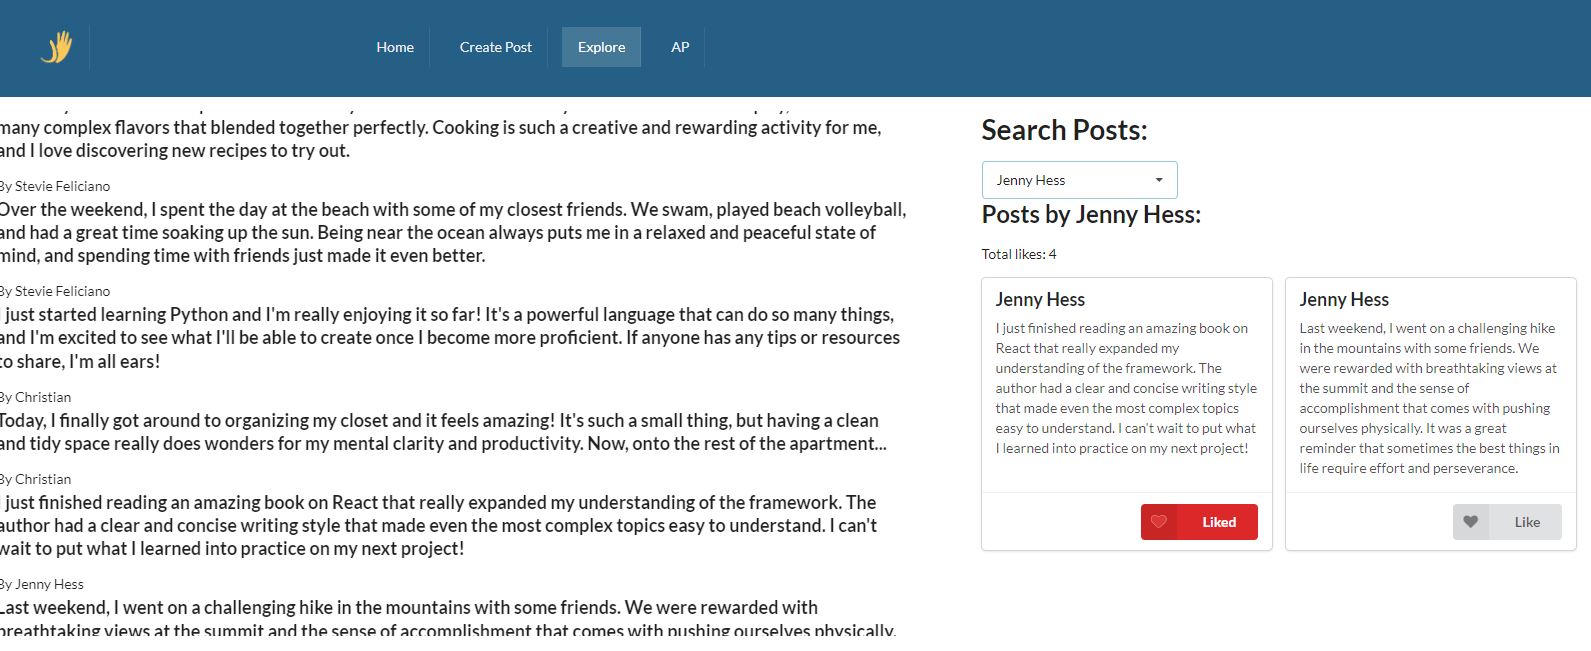 Home
Create Post
Explore
AP
many complex flavors that blended together perfectly. Cooking is such a creative and rewarding activity for me,
and I love discovering new recipes to try out.
By Stevie Feliciano
Over the weekend, I spent the day at the beach with some of my closest friends. We swam, played beach volleyball,
and had a great time soaking up the sun. Being near the ocean always puts me in a relaxed and peaceful state of
mind, and spending time with friends just made it even better.
By Stevie Feliciano
I just started learning Python and I'm really enjoying it so far! It's a powerful language that can do so many things,
and I'm excited to see what I'll be able to create once I become more proficient. If anyone has any tips or resources
to share, I'm all ears!
By Christian
Today, I finally got around to organizing my closet and it feels amazing! It's such a small thing, but having a clean
and tidy space really does wonders for my mental clarity and productivity. Now, onto the rest of the apartment...
By Christian
I just finished reading an amazing book on React that really expanded my understanding of the framework. The
author had a clear and concise writing style that made even the most complex topics easy to understand. I can't
wait to put what I learned into practice on my next project!
By Jenny Hess
Last weekend, I went on a challenging hike in the mountains with some friends. We were rewarded with
breathtaking views at the summit and the sense of accomplishment that comes with pushing ourselves physically.
Search Posts:
Jenny Hess
Posts by Jenny Hess:
Total likes: 4
Jenny Hess
I just finished reading an amazing book on
React that really expanded my
understanding of the framework. The
author had a clear and concise writing style
that made even the most complex topics
easy to understand. I can't wait to put what
I learned into practice on my next project!
Liked
Jenny Hess
Last weekend, I went on a challenging hike
in the mountains with some friends. We
were rewarded with breathtaking views at
the summit and the sense of
accomplishment that comes with pushing
ourselves physically. It was a great
reminder that sometimes the best things in
life require effort and perseverance.
Like